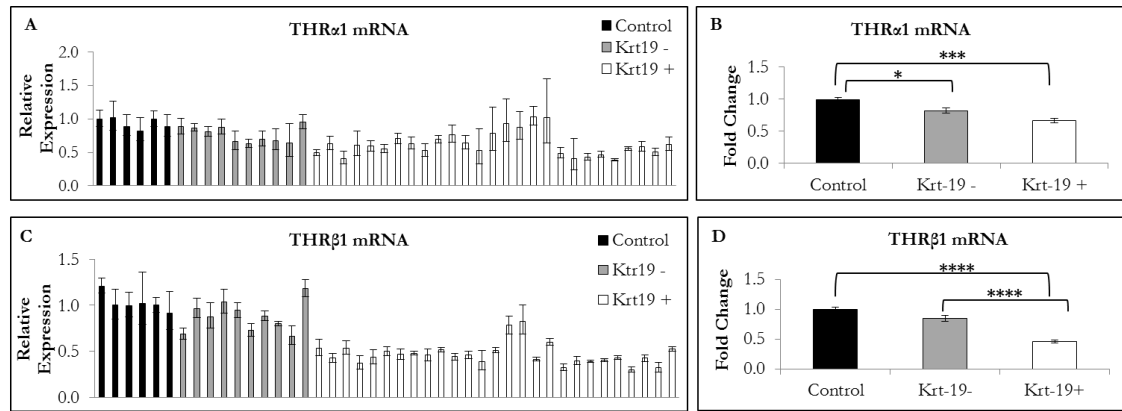 A
THRα1 mRNA
Control
Krt19 -
Krt19 +
Relative
Expression
2.0
1.5
1.0
0.5
0.0
B
THRα1 mRNA
***
*
Fold Change
1.5
1.0
0.5
0.0
Control
Krt-19 -
Krt-19 +
C
THRβ1 mRNA
Control
Ktr19 -
Krt19 +
Relative
Expression
1.5
1.0
0.5
0.0
D
THRβ1 mRNA
****
****
Fold Change
1.5
1.0
0.5
0.0
Control
Krt-19-
Krt-19+